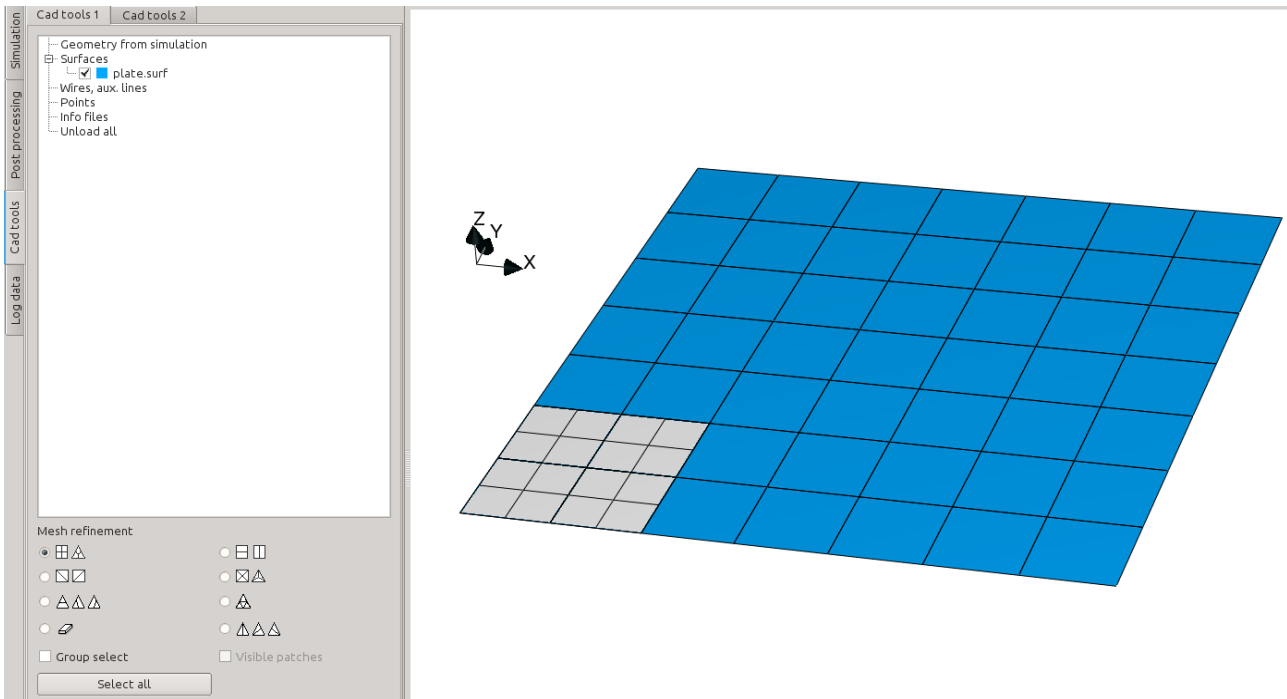 Cad tools 1 Cad tools 2
Simulation
Post processing
Cad tools
Log data
Geometry from simulation
Surfaces
plate.surf
Wires, aux. lines
Points
Info files
Unload all
Mesh refinement
Group select Visible patches
Select all
Z
Y
X